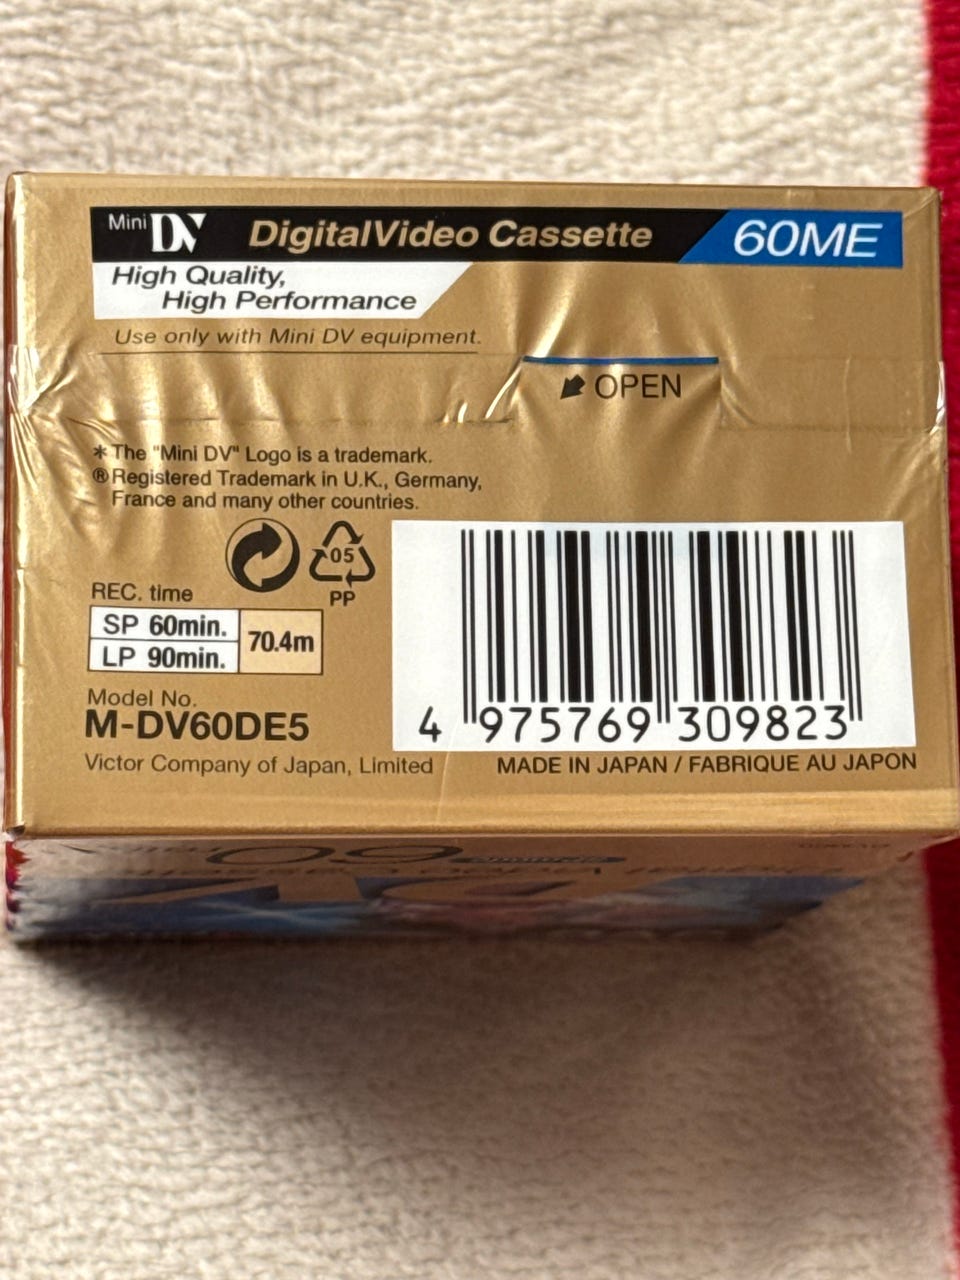 Mini DV DigitalVideo Cassette 60ME
High Quality,
High Performance
Use only with Mini DV equipment.
OPEN
* The "Mini DV" Logo is a trademark.
® Registered Trademark in U.K., Germany,
France and many other countries.
05
PP
REC. time
SP 60min.
LP 90min.
70.4m
Model No.
M-DV60DE5
4 975769 309823
Victor Company of Japan, Limited
MADE IN JAPAN / FABRIQUE AU JAPON
60